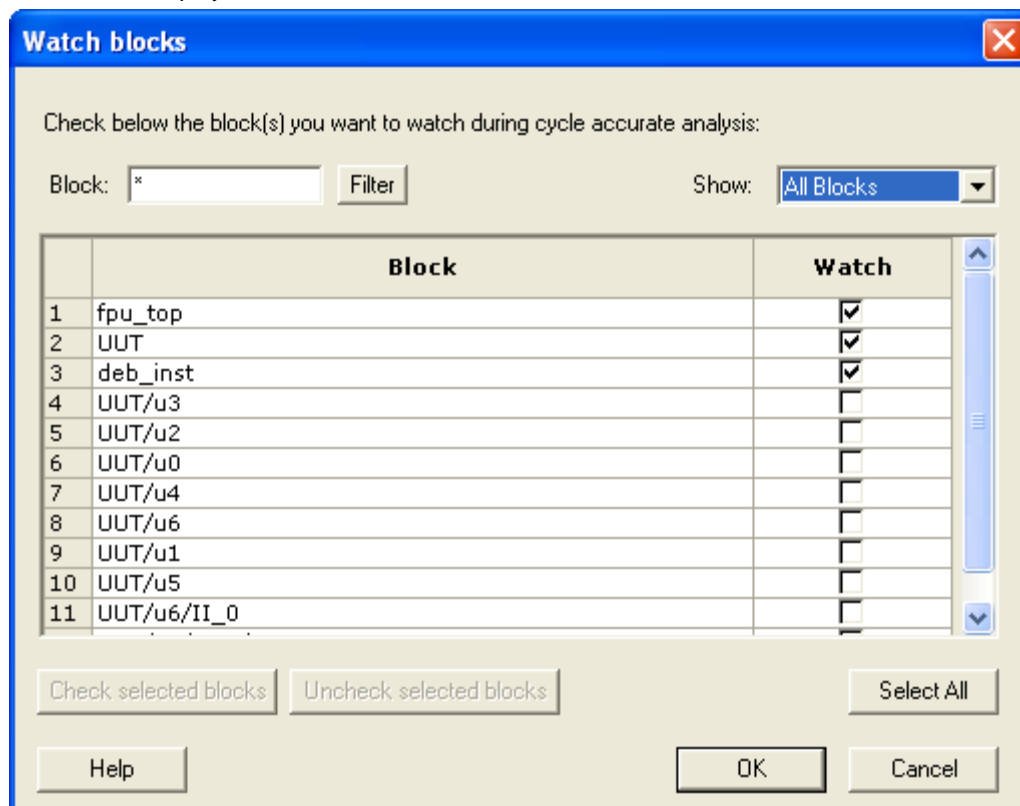 Watch blocks
Check below the block(s) you want to watch during cycle accurate analysis:
Block: * Filter Show: All Blocks
Block Watch
1 fpu_top
2 UUT
3 deb_inst
4 UUT/u3
5 UUT/u2
6 UUT/u0
7 UUT/u4
8 UUT/u6
9 UUT/u1
10 UUT/u5
11 UUT/u6/II_0
Check selected blocks Uncheck selected blocks Select All
Help OK Cancel